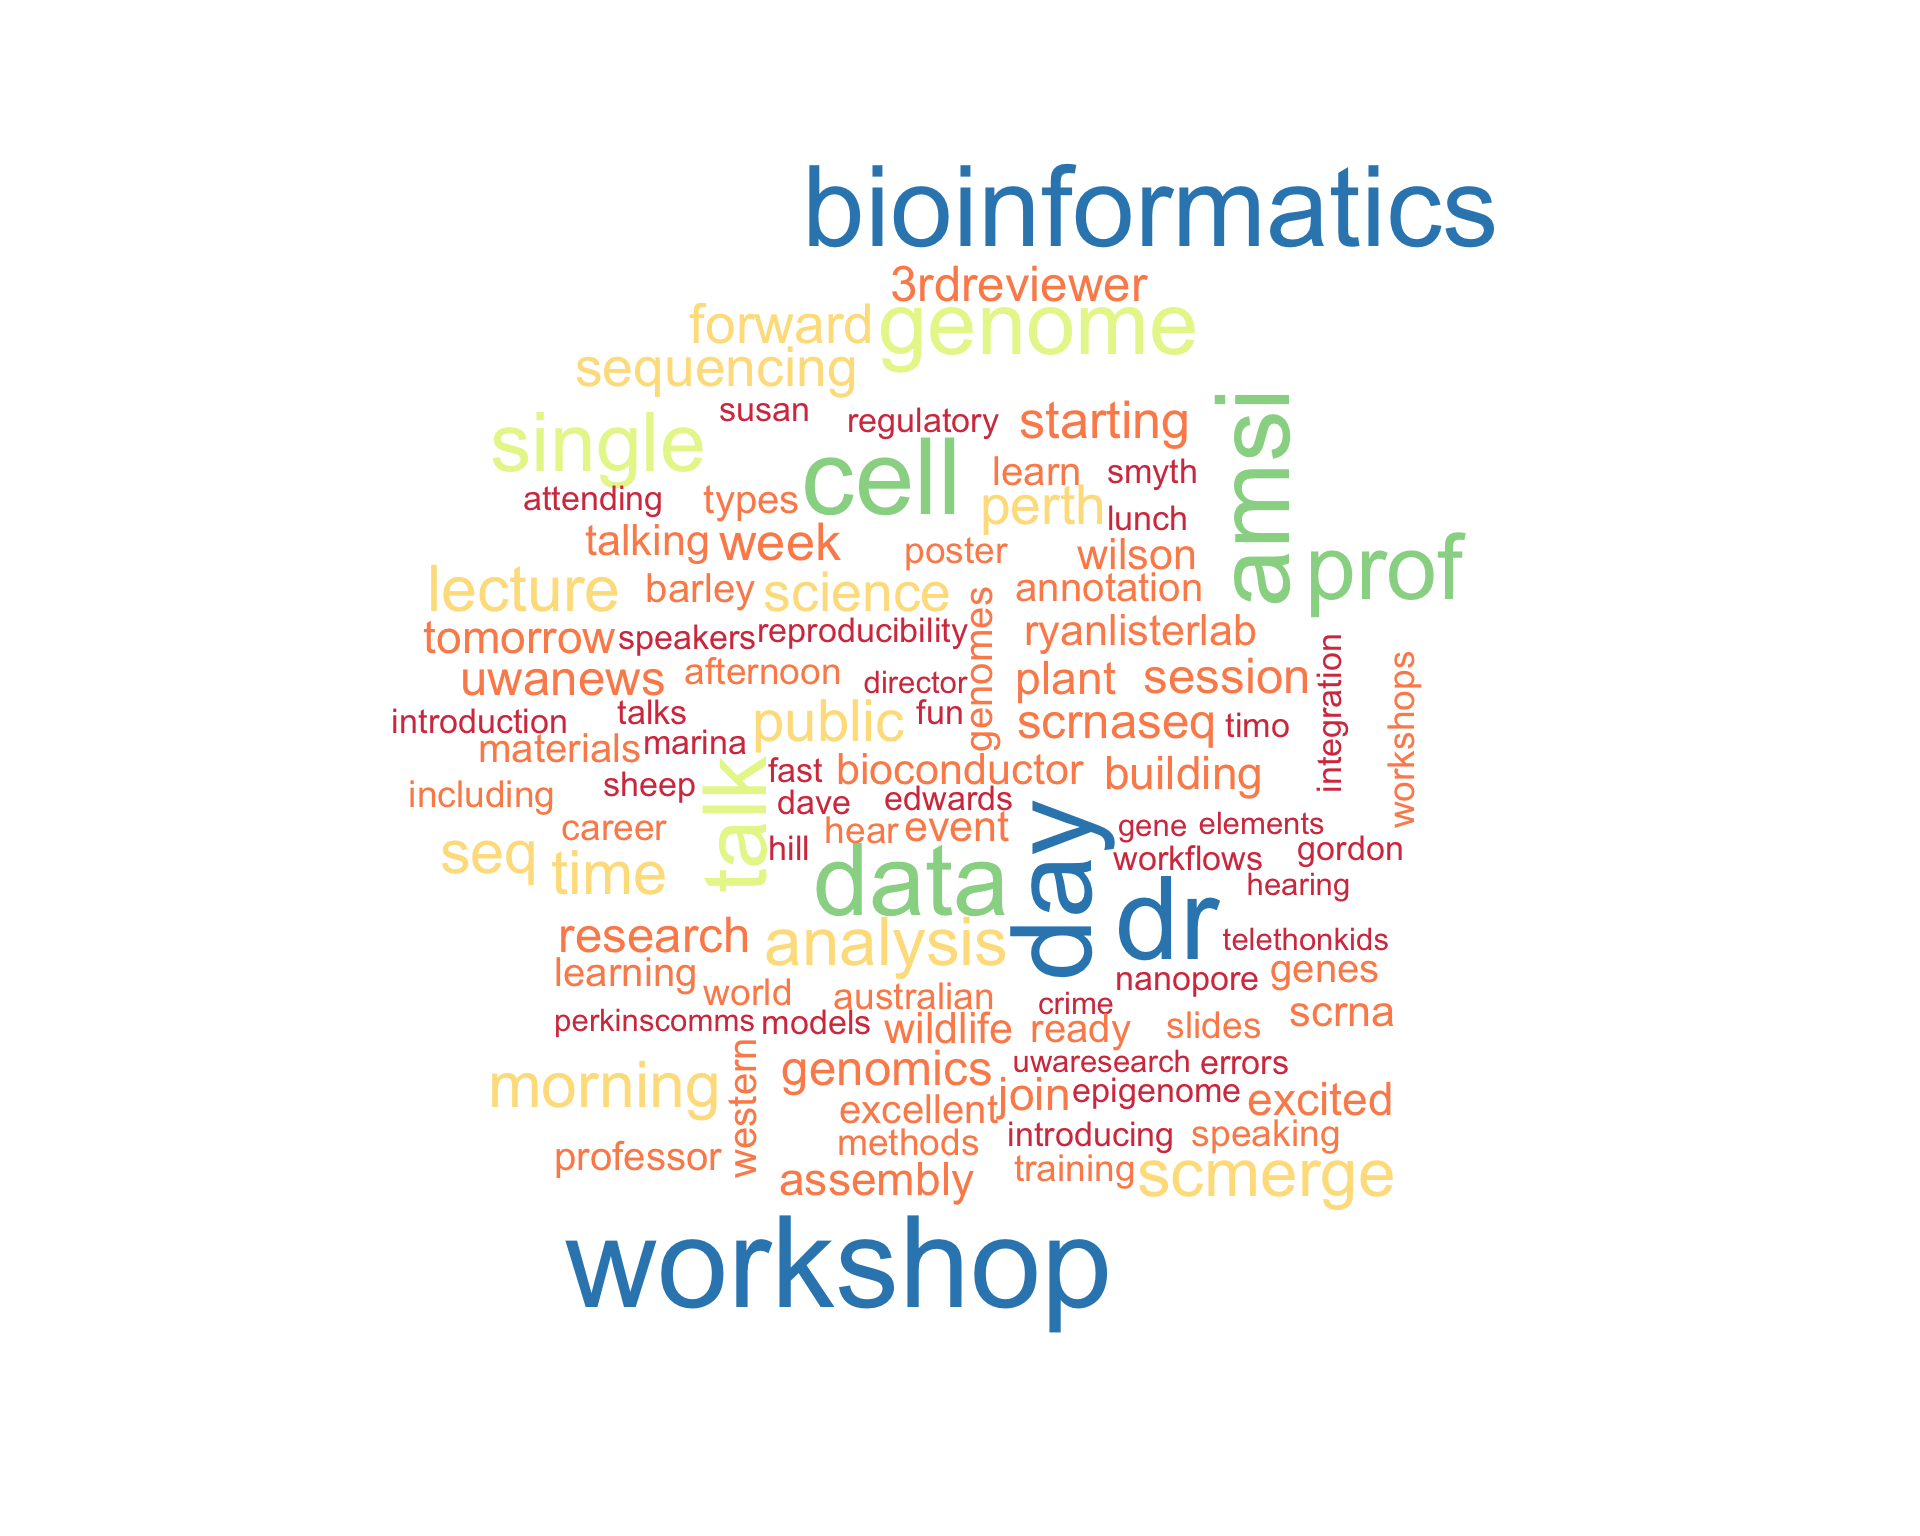 bioinformatics
3rdreviewer
forward genome
sequencing
susan regulatory starting amsi
single cell learn smyth
attending types perth lunch
talking week poster wilson prof
lecture barley science genomes annotation
tomorrow speakers reproducibility ryanlisterlab
uwanews afternoon director plant session integration workshops
introduction talks public fun scrnaseq timo
materials marina
sheep talk fast bioconductor building
including dave edwards day
career hear event gene elements
seq time hill data workflows gordon
hearing
research analysis dr telethonkids
learning world australian nanopore genes
perkinscomms models wildlife crime ready slides scrna
morning western genomics uwaresearch errors
excellent join epigenome excited
professor methods introducing speaking
assembly training scmerge
workshop